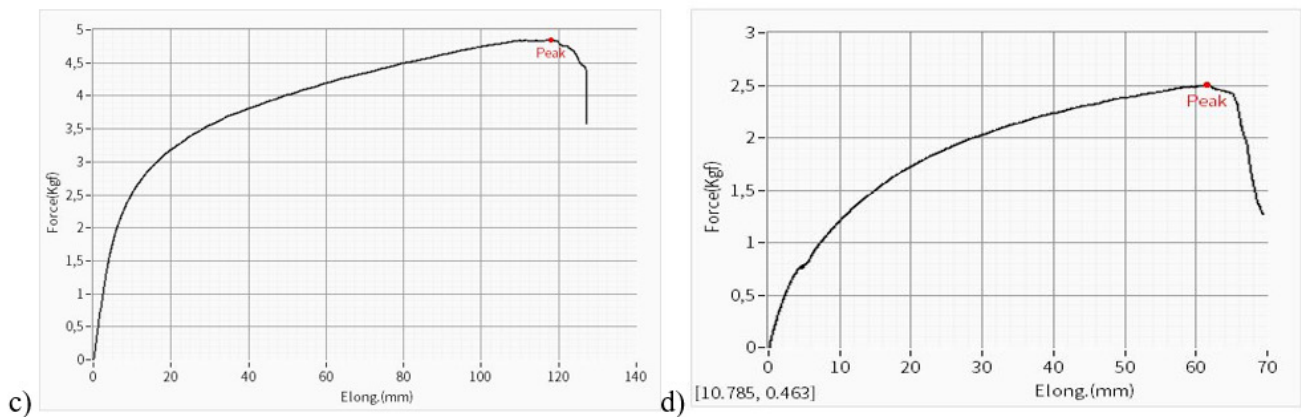 5
4,5
4
3,5
3
2,5
2
1,5
1
0,5
0
Force(Kgf)
Peak
0 20 40 60 80 100 120 140
Elong.(mm)
c)
3
2,5
2
1,5
1
0,5
0
Force(Kgf)
Peak
0 10 20 30 40 50 60 70
[10.785, 0.463] Elong.(mm)
d)